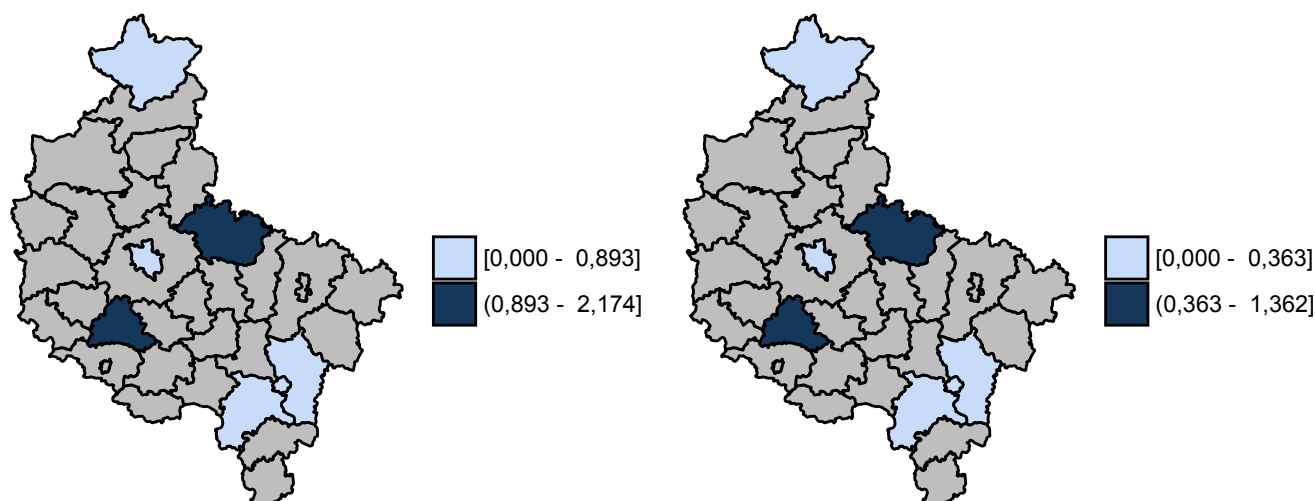 [0,000 - 0,893]
(0,893 - 2,174]
[0,000 - 0,363]
(0,363 - 1,362]